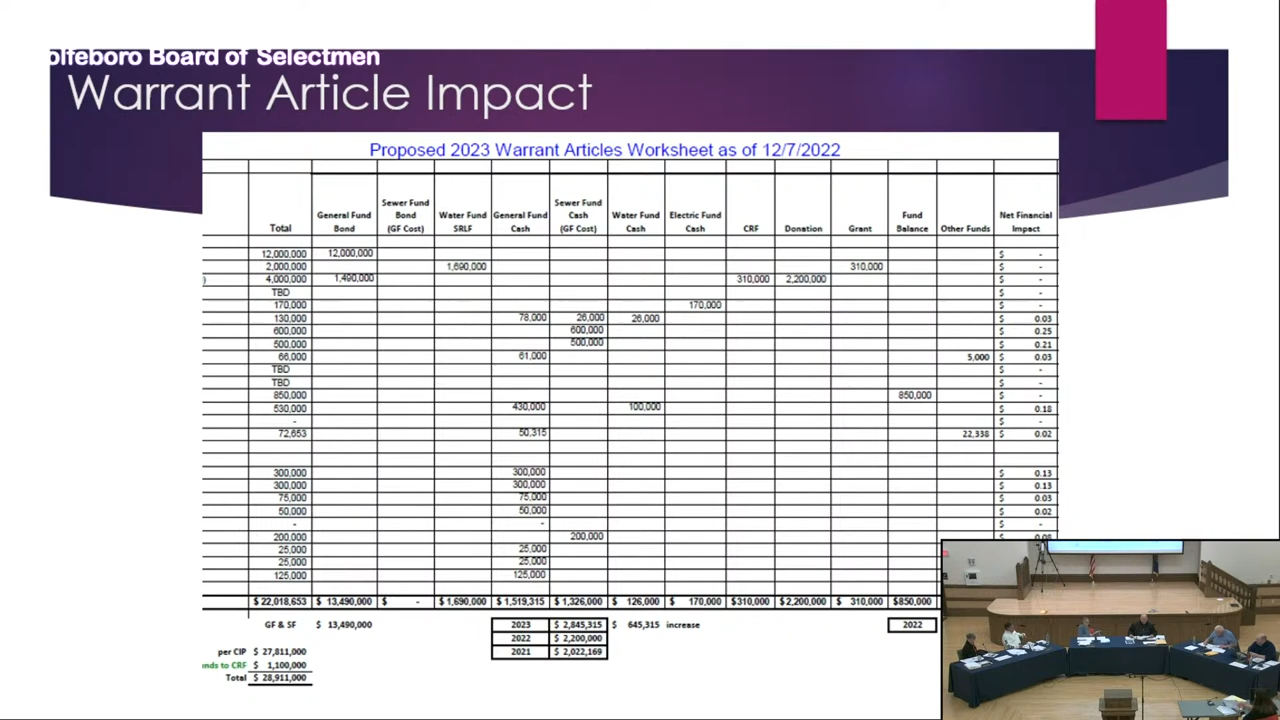 olfeboro Board of Selectmen
Warrant Article Impact
Proposed 2023 Warrant Articles Worksheet as of 12/7/2022
Total General Fund Bond Sewer Fund Bond (GF Cost) Water Fund SRLF General Fund Cash Sewer Fund Cash (GF Cost) Water Fund Cash Electric Fund Cash CRF Donation Grant Fund Balance Other Funds Net Financial Impact
12,000,000 12,000,000 $ -
2,000,000 1,690,000 310,000 $ -
) 4,000,000 1,490,000 310,000 2,200,000 $ -
TBD $ -
170,000 170,000 $ -
130,000 78,000 26,000 26,000 $ 0.03
600,000 600,000 $ 0.25
500,000 500,000 $ 0.21
66,000 61,000 5,000 $ 0.03
TBD $ -
TBD $ -
850,000 850,000 $ -
530,000 430,000 100,000 $ 0.18
- $ -
72,653 50,315 22,338 $ 0.02
300,000 300,000 $ 0.13
300,000 300,000 $ 0.13
75,000 75,000 $ 0.03
50,000 50,000 $ 0.02
- - $ -
200,000 200,000 $ 0.08
25,000 25,000
25,000 25,000
125,000 125,000
$ 22,018,653 $ 13,490,000 $ - $ 1,690,000 $ 1,519,315 $ 1,326,000 $ 126,000 $ 170,000 $310,000 $2,200,000 $ 310,000 $850,000
GF & SF $ 13,490,000 2023 $ 2,845,315 $ 645,315 increase 2022
2022 $ 2,200,000
per CIP $ 27,811,000 2021 $ 2,022,169
nds to CRF $ 1,100,000
Total $ 28,911,000